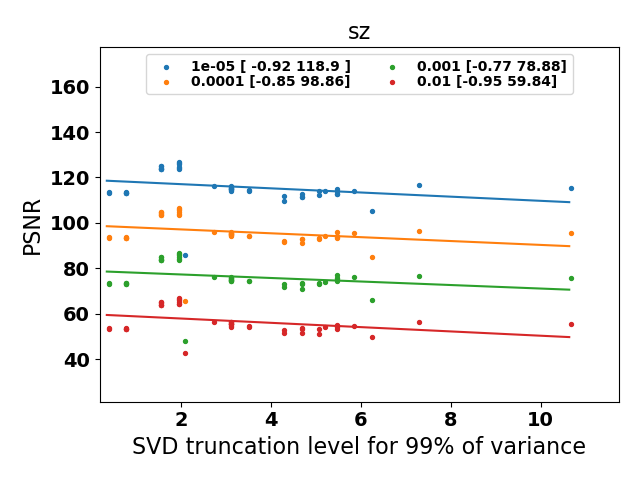 sz
1e-05 [ -0.92 118.9 ]
0.0001 [-0.85 98.86]
0.001 [-0.77 78.88]
0.01 [-0.95 59.84]
160
140
120
100
80
60
40
PSNR
2 4 6 8 10
SVD truncation level for 99% of variance